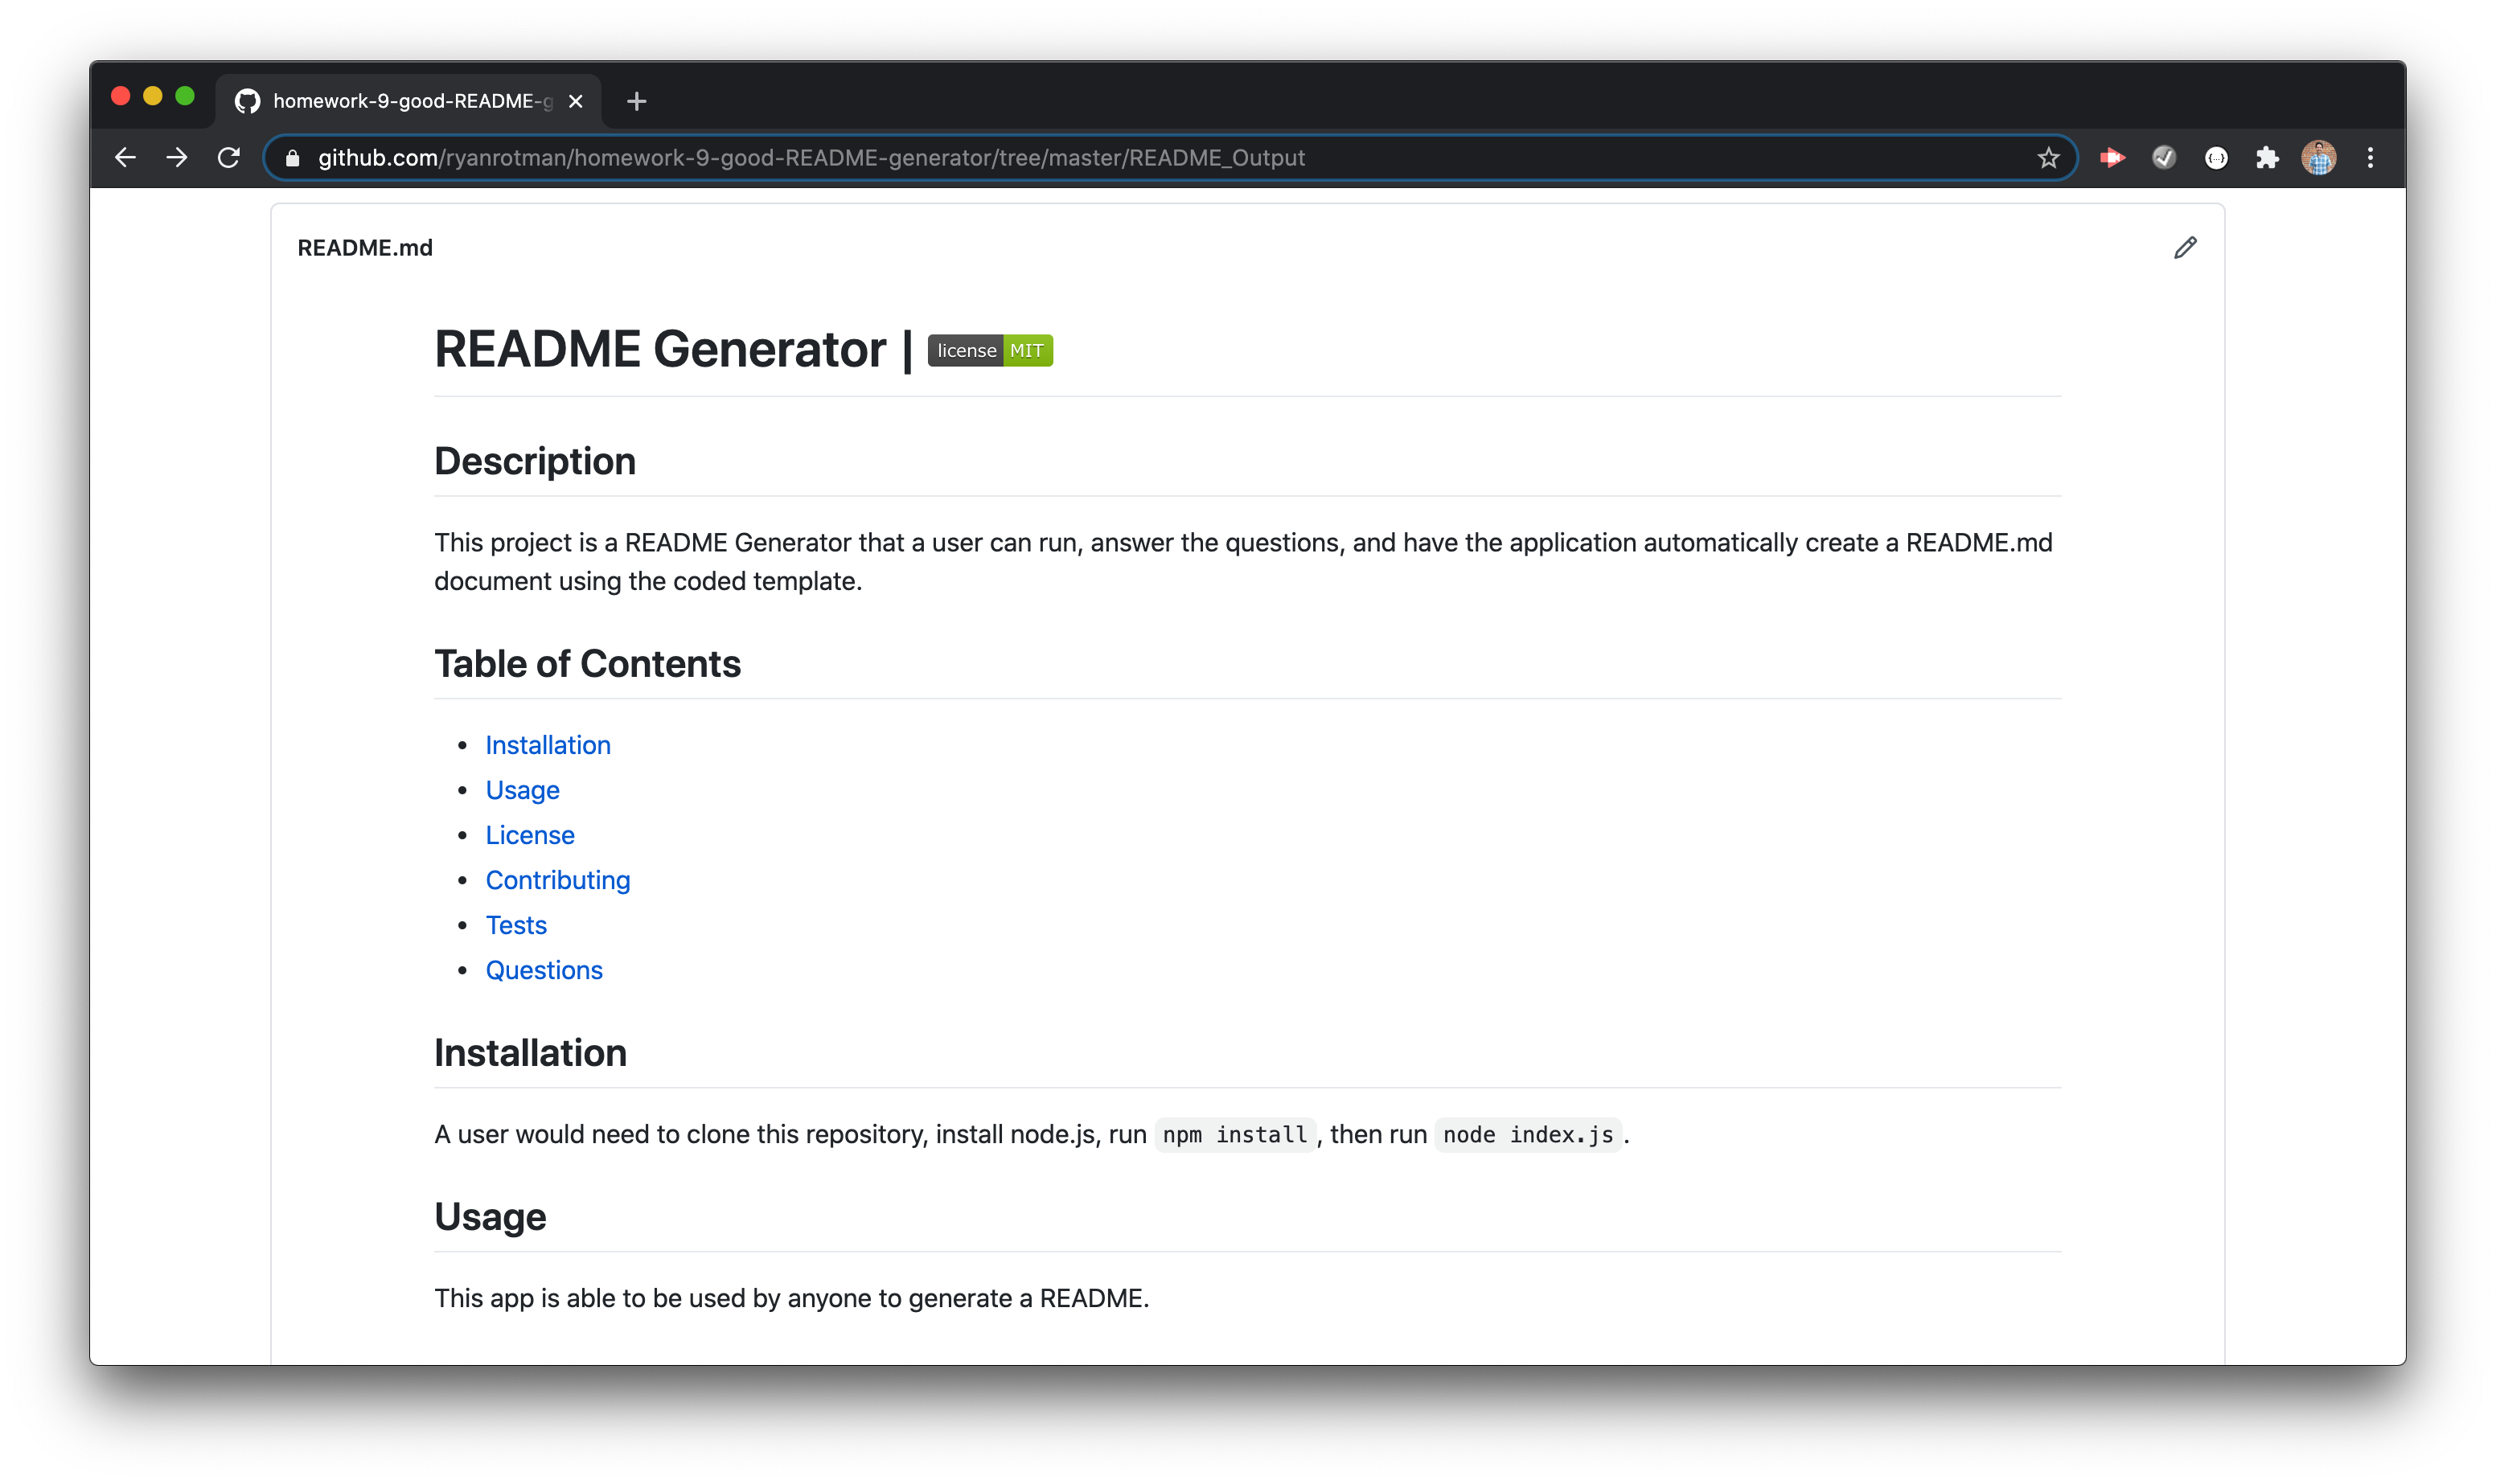 homework-9-good-README-g
github.com/ryanrotman/homework-9-good-README-generator/tree/master/README_Output
README.md
README Generator | license MIT
Description
This project is a README Generator that a user can run, answer the questions, and have the application automatically create a README.md
document using the coded template.
Table of Contents
• Installation
• Usage
• License
• Contributing
• Tests
• Questions
Installation
A user would need to clone this repository, install node.js, run npm install, then run node index.js.
Usage
This app is able to be used by anyone to generate a README.